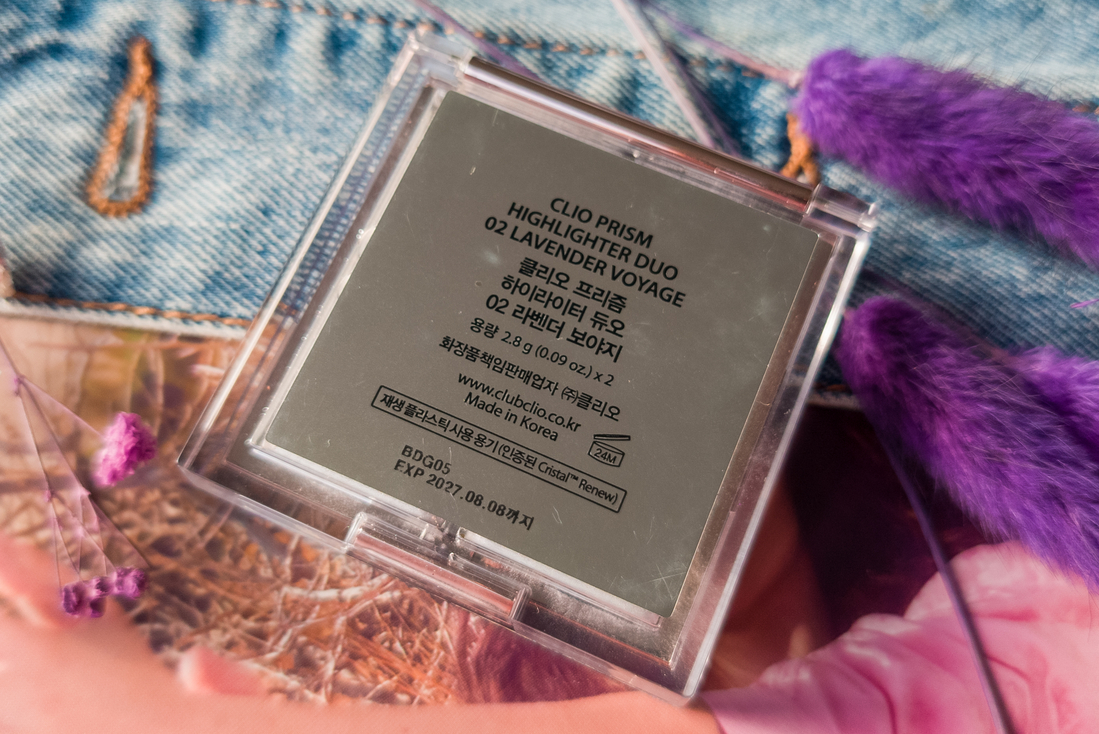 CLIO PRISM
HIGHLIGHTER DUO
02 LAVENDER VOYAGE
클리오 프리즘
하이라이터 듀오
02 라벤더 보야지
용량 2.8 g (0.09 oz.) x 2
화장품책임판매업자 ㈜클리오
www.clubclio.co.kr
Made in Korea
24M
재생 플라스틱 사용 용기 (인증된 Cristal™ Renew)
BDG05
EXP 2027.08.08까지